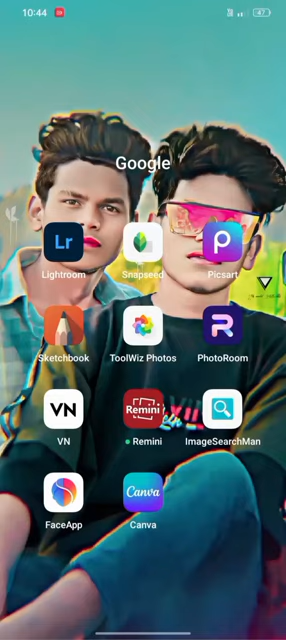 10:44
47
Google
Lr
Lightroom
Snapseed
Picsart
Sketchbook
ToolWiz Photos
PhotoRoom
VN
Remini
VN
Remini
ImageSearchMan
Canva
FaceApp
Canva